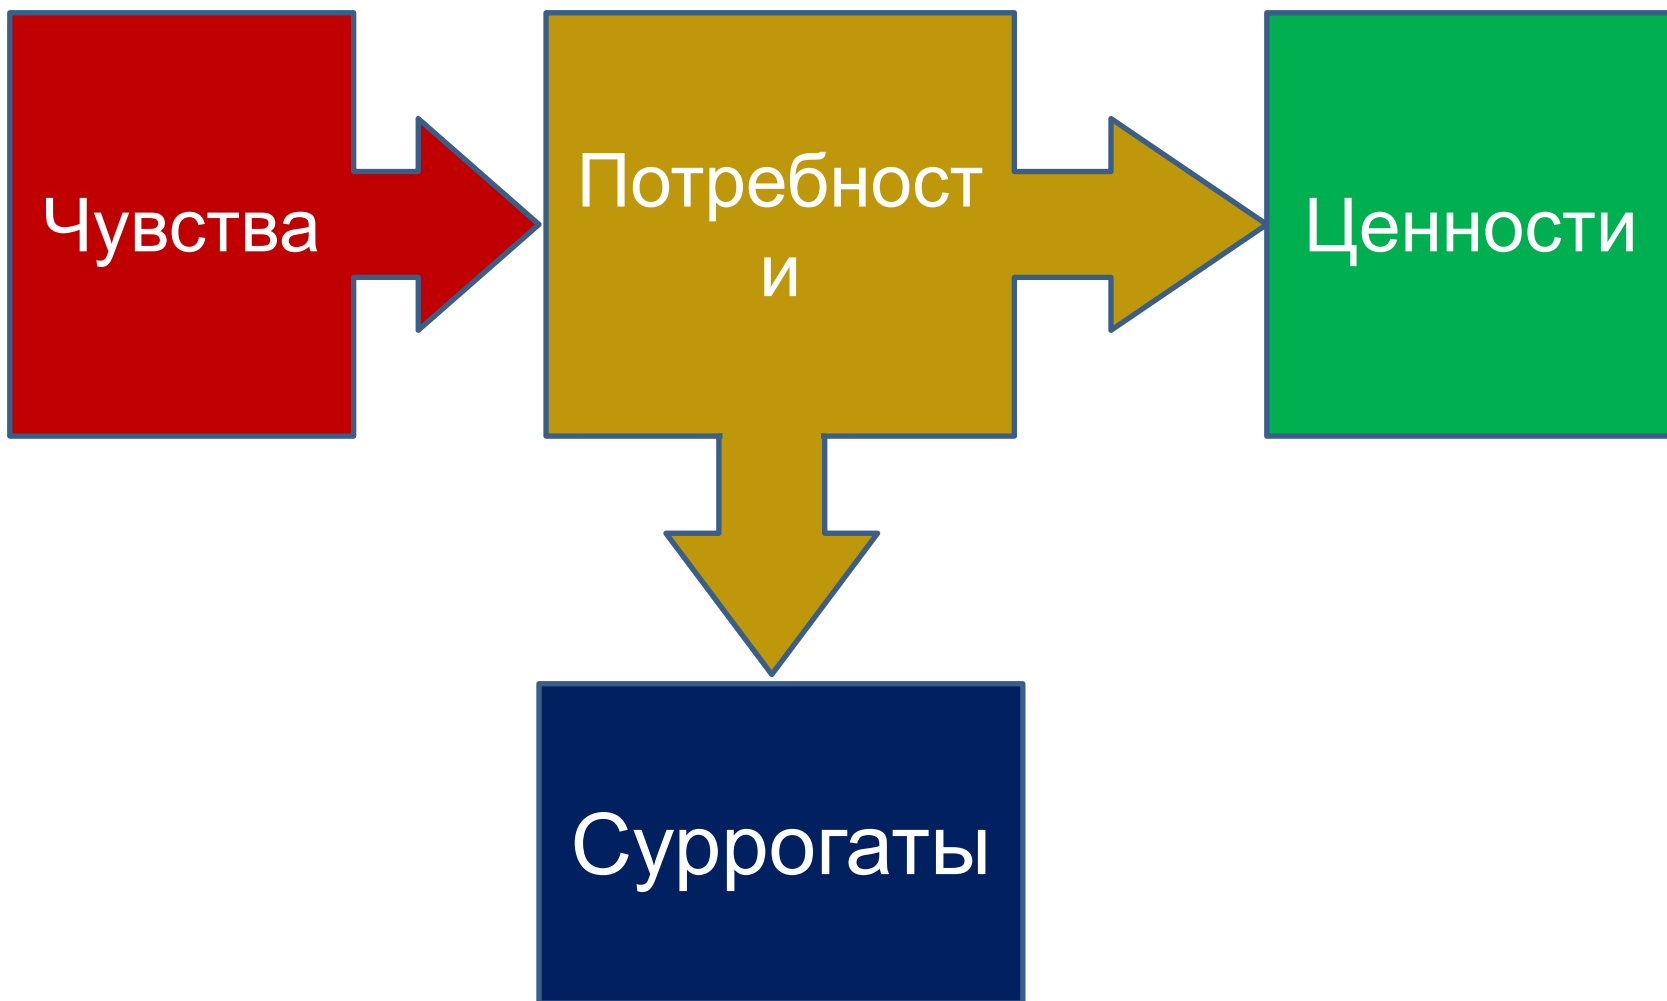 Чувства
Потребност
и
Ценности
Суррогаты